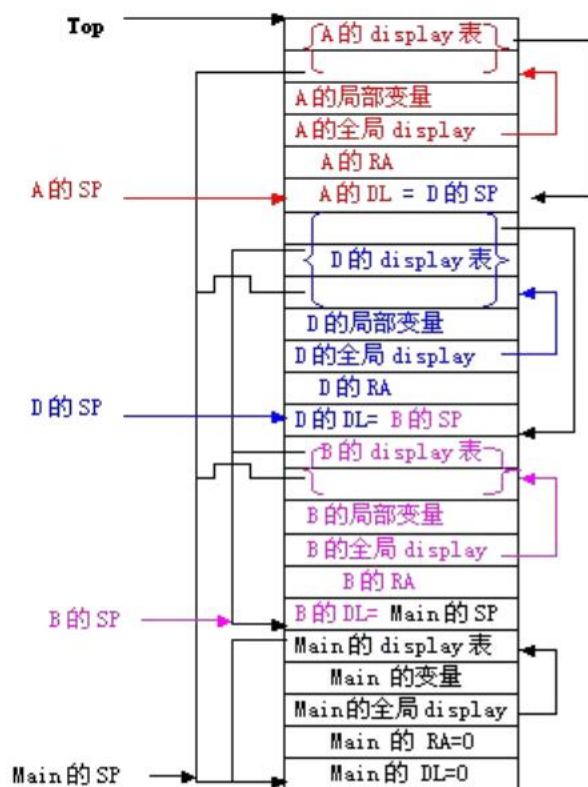 Top
A的display表
A的局部变量
A的全局display
A的RA
A的SP
A的DL = D的SP
D的display表
D的局部变量
D的全局display
D的RA
D的SP
D的DL= B的SP
B的display表
B的局部变量
B的全局display
B的RA
B的SP
B的DL= Main的SP
Main的display表
Main 的变量
Main的全局display
Main 的 RA=0
Main的SP
Main的 DL=0